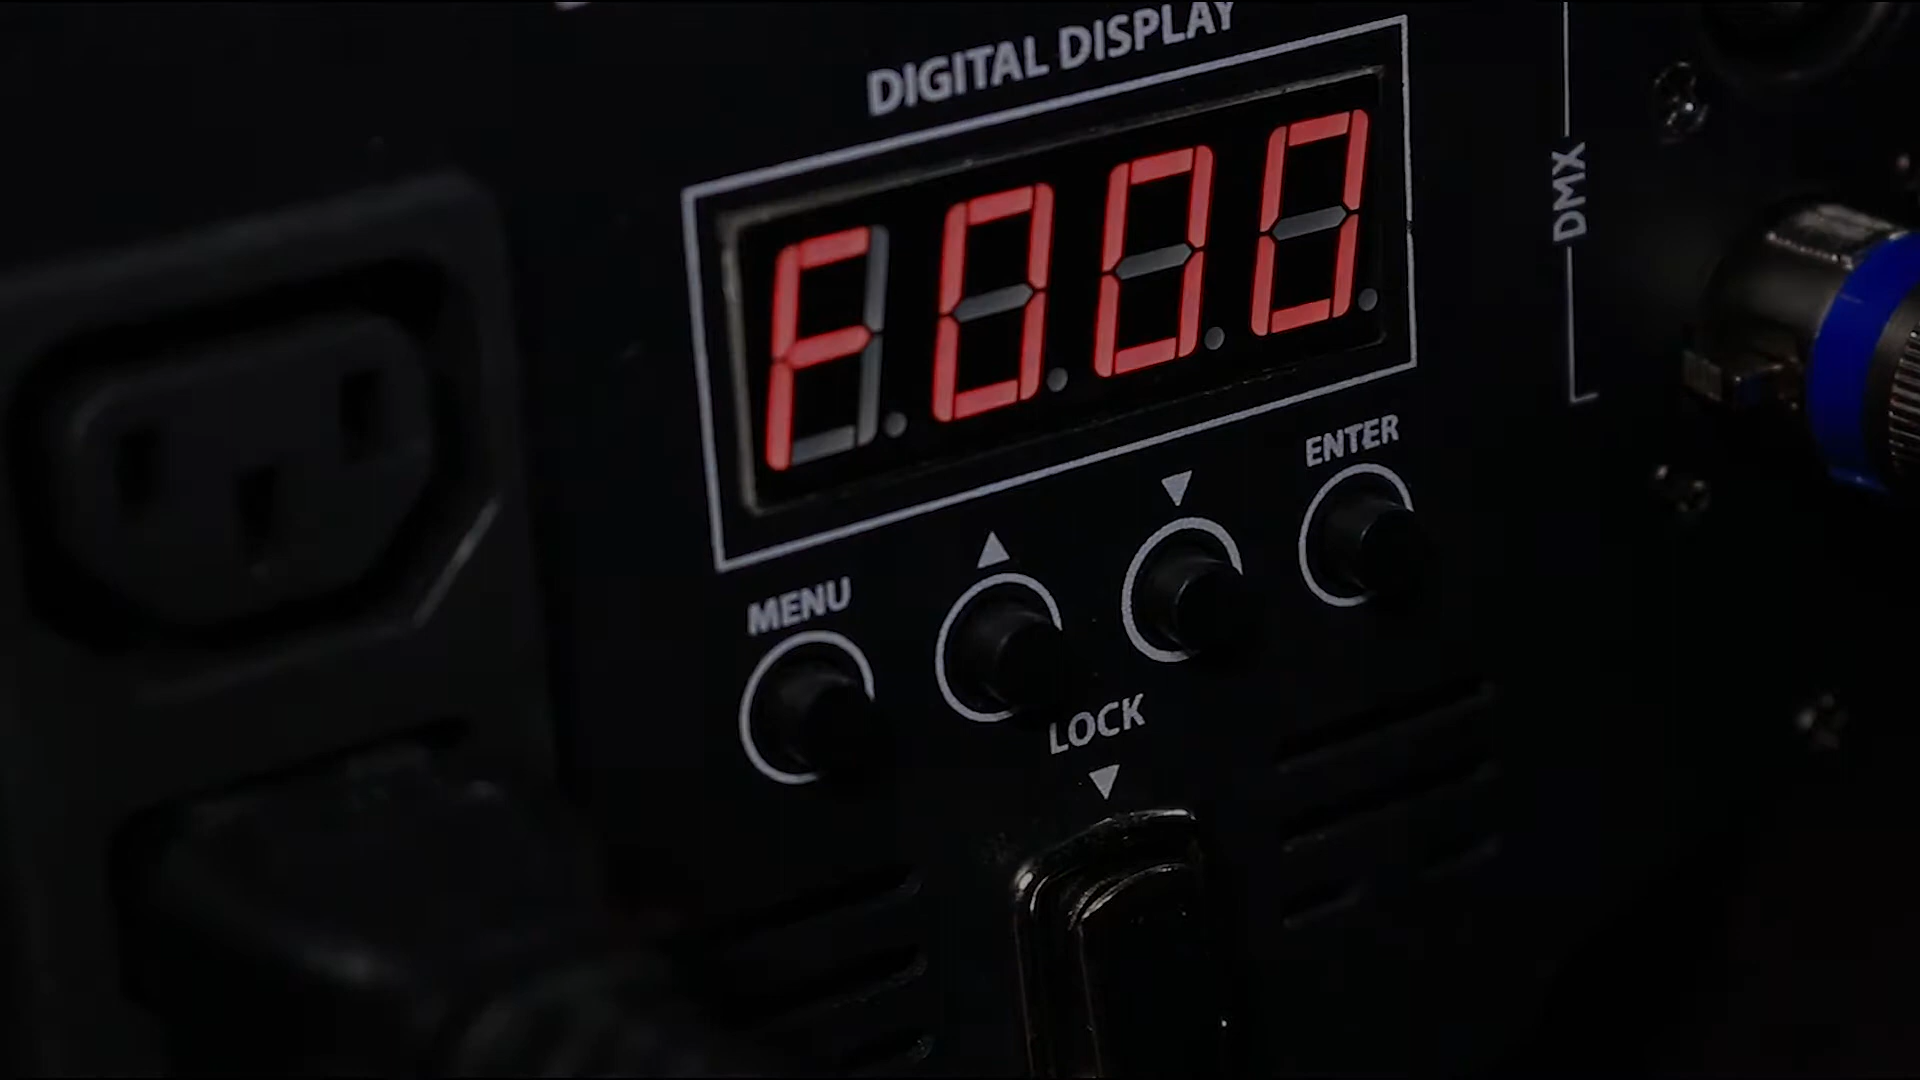 DIGITAL DISPLAY
F000
DMX
MENU
▲
▼
ENTER
LOCK
▼